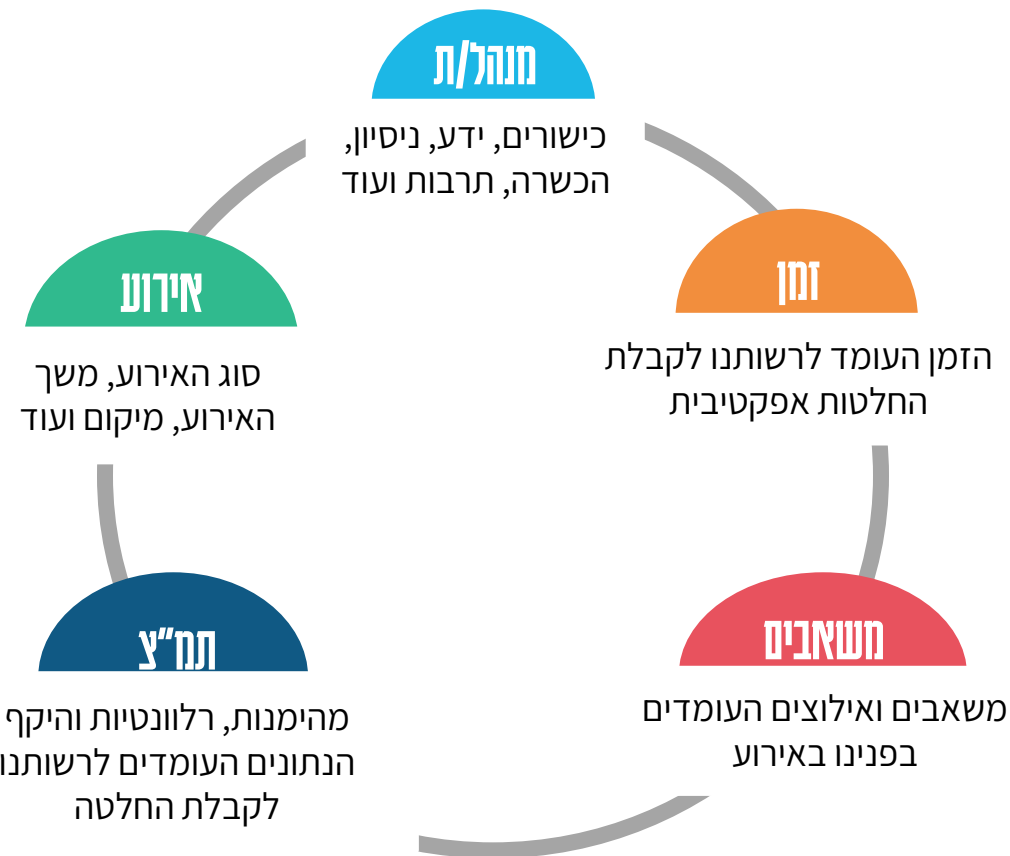 מנהל/ת
כישורים, ידע, ניסיון,
הכשרה, תרבות ועוד
זמן
הזמן העומד לרשותנו לקבלת
החלטות אפקטיבית
משאבים
משאבים ואילוצים העומדים
בפנינו באירוע
תמ"צ
מהימנות, רלוונטיות והיקף
הנתונים העומדים לרשותנו
לקבלת החלטה
אירוע
סוג האירוע, משך
האירוע, מיקום ועוד